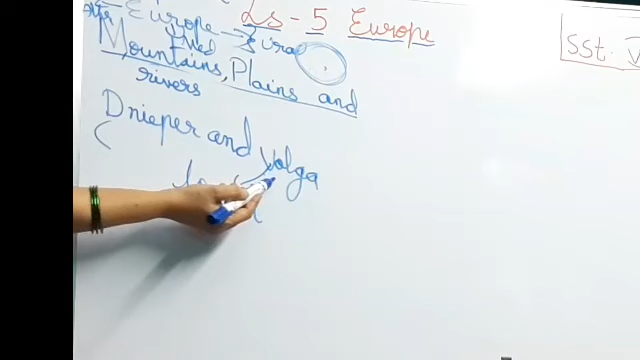 Ls - 5 Europe
Sst.
Europe →
Mountains, Plains and
rivers
Dnieper and Volga